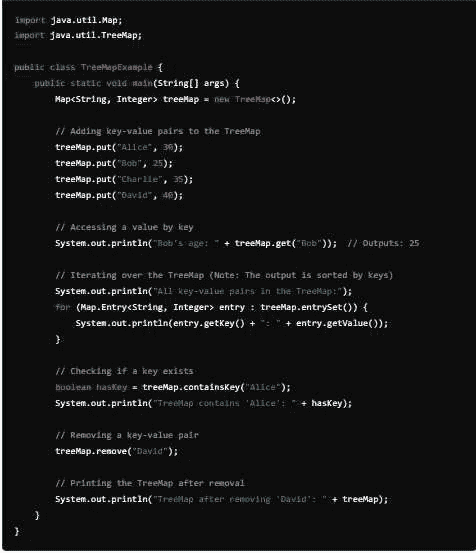 import java.util.Map;
import java.util.TreeMap;
public class TreeMapExample {
public static void main(String[] args) {
Map<String, Integer> treeMap = new TreeMap<>();
// Adding key-value pairs to the TreeMap
treeMap.put("Alice", 30);
treeMap.put("Bob", 25);
treeMap.put("Charlie", 35);
treeMap.put("David", 40);
// Accessing a value by key
System.out.println("Bob's age: " + treeMap.get("Bob"));  // Outputs: 25
// Iterating over the TreeMap (Note: The output is sorted by keys)
System.out.println("All key-value pairs in the TreeMap:");
for (Map.Entry<String, Integer> entry : treeMap.entrySet()) {
System.out.println(entry.getKey() + ": " + entry.getValue());
}
// Checking if a key exists
boolean hasKey = treeMap.containsKey("Alice");
System.out.println("TreeMap contains 'Alice': " + hasKey);
// Removing a key-value pair
treeMap.remove("David");
// Printing the TreeMap after removal
System.out.println("TreeMap after removing 'David': " + treeMap);
}
}